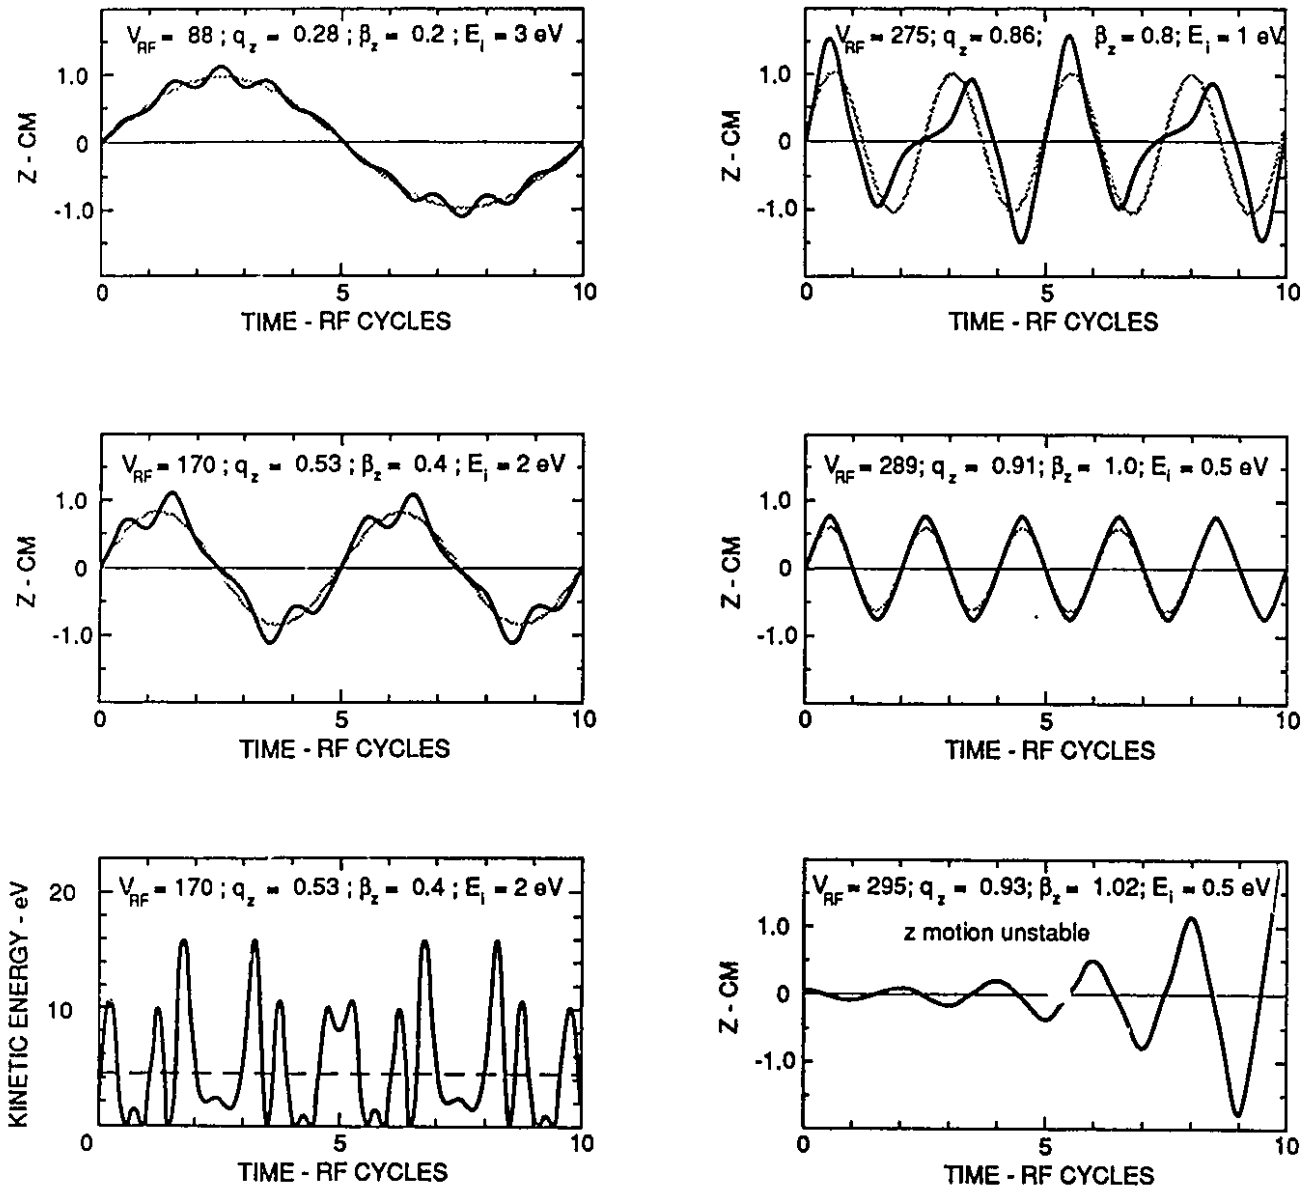 V_RF = 88 ; q_z = 0.28 ; β_z = 0.2 ; E_i = 3 eV
1.0
0
-1.0
Z - CM
0 5 10
TIME - RF CYCLES
V_RF = 275; q_z = 0.86; β_z = 0.8; E_i = 1 eV
1.0
0
-1.0
Z - CM
0 5 10
TIME - RF CYCLES
V_RF = 170 ; q_z = 0.53 ; β_z = 0.4 ; E_i = 2 eV
1.0
0
-1.0
Z - CM
0 5 10
TIME - RF CYCLES
V_RF = 289; q_z = 0.91; β_z = 1.0; E_i = 0.5 eV
1.0
0
-1.0
Z - CM
0 5 10
TIME - RF CYCLES
V_RF = 170 ; q_z = 0.53 ; β_z = 0.4 ; E_i = 2 eV
20
10
KINETIC ENERGY - eV
0 5 10
TIME - RF CYCLES
V_RF = 295; q_z = 0.93; β_z = 1.02; E_i = 0.5 eV
z motion unstable
1.0
0
-1.0
Z - CM
0 5 10
TIME - RF CYCLES